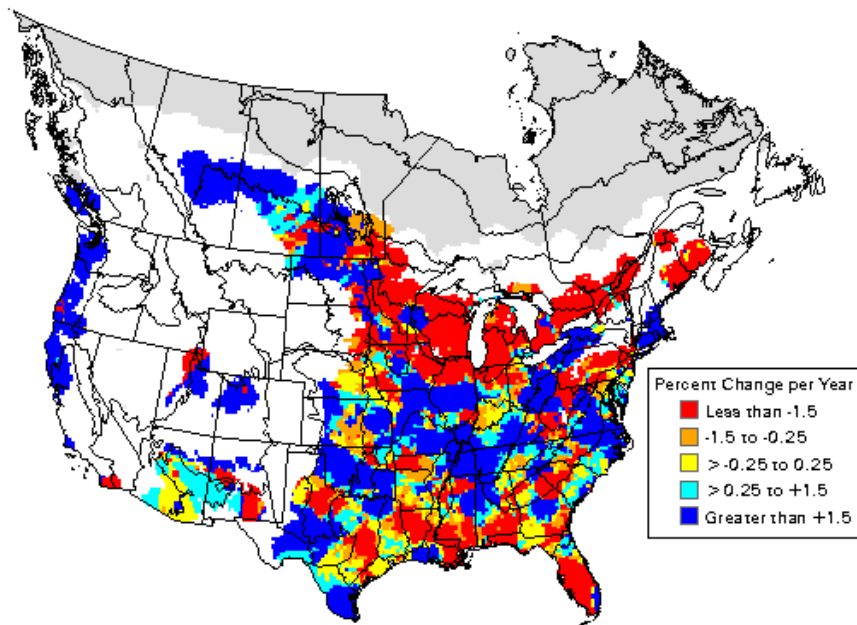 Percent Change per Year
Less than -1.5
-1.5 to -0.25
> -0.25 to 0.25
> 0.25 to +1.5
Greater than +1.5